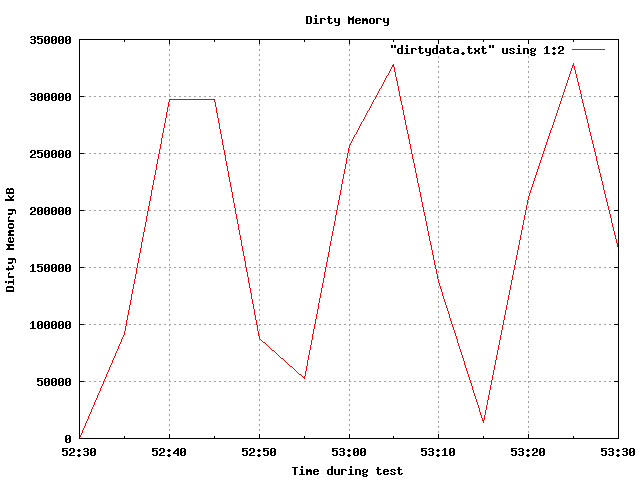 Dirty Memory
"dirtydata.txt" using 1:2
350000
300000
250000
200000
150000
100000
50000
0
Dirty Memory kB
52:30 52:40 52:50 53:00 53:10 53:20 53:30
Time during test